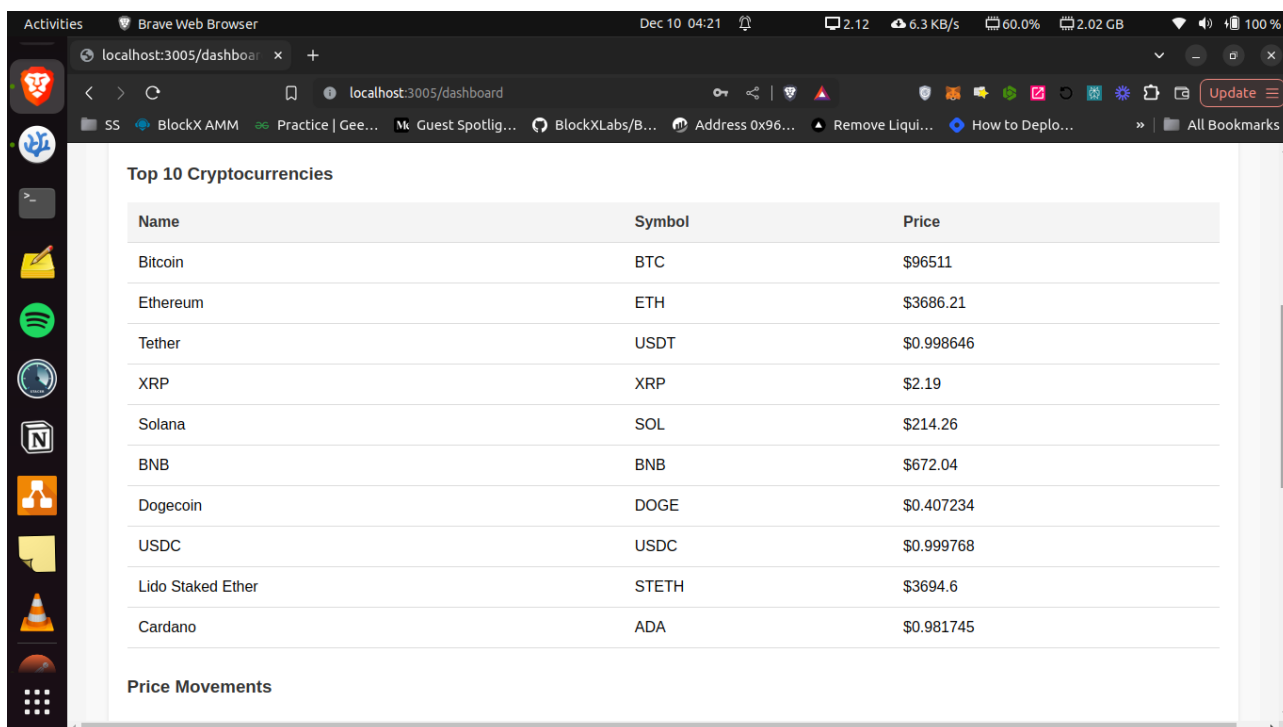 Activities Brave Web Browser Dec 10 04:21 2.12 6.3 KB/s 60.0% 2.02 GB 100 %
localhost:3005/dashboar × +
localhost:3005/dashboard Update
SS BlockX AMM Practice | Gee... Guest Spotlig... BlockXLabs/B... Address 0x96... Remove Liqui... How to Deplo... » All Bookmarks
Top 10 Cryptocurrencies
Name Symbol Price
Bitcoin BTC $96511
Ethereum ETH $3686.21
Tether USDT $0.998646
XRP XRP $2.19
Solana SOL $214.26
BNB BNB $672.04
Dogecoin DOGE $0.407234
USDC USDC $0.999768
Lido Staked Ether STETH $3694.6
Cardano ADA $0.981745
Price Movements